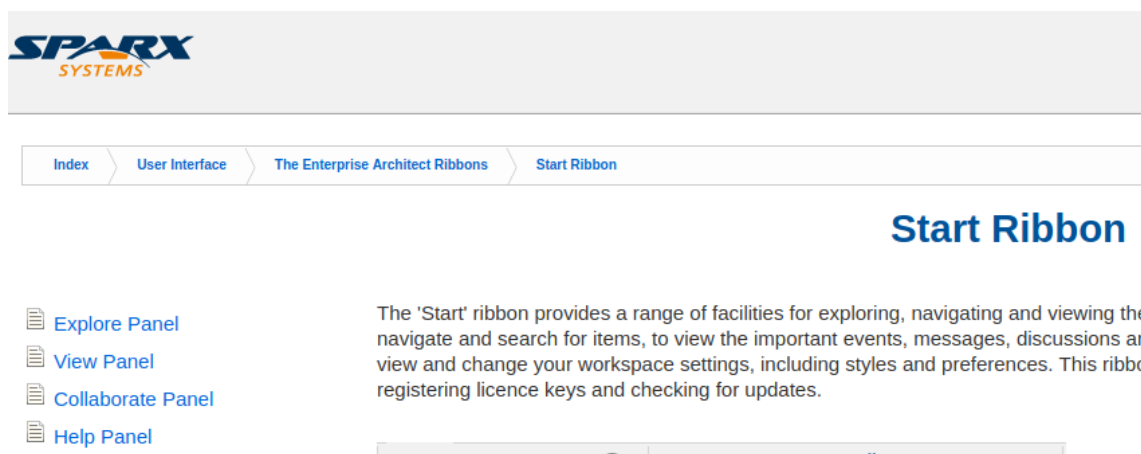 SPARX
SYSTEMS
Index User Interface The Enterprise Architect Ribbons Start Ribbon
Start Ribbon
Explore Panel
View Panel
Collaborate Panel
Help Panel
The 'Start' ribbon provides a range of facilities for exploring, navigating and viewing the
navigate and search for items, to view the important events, messages, discussions
view and change your workspace settings, including styles and preferences. This
registering licence keys and checking for updates.